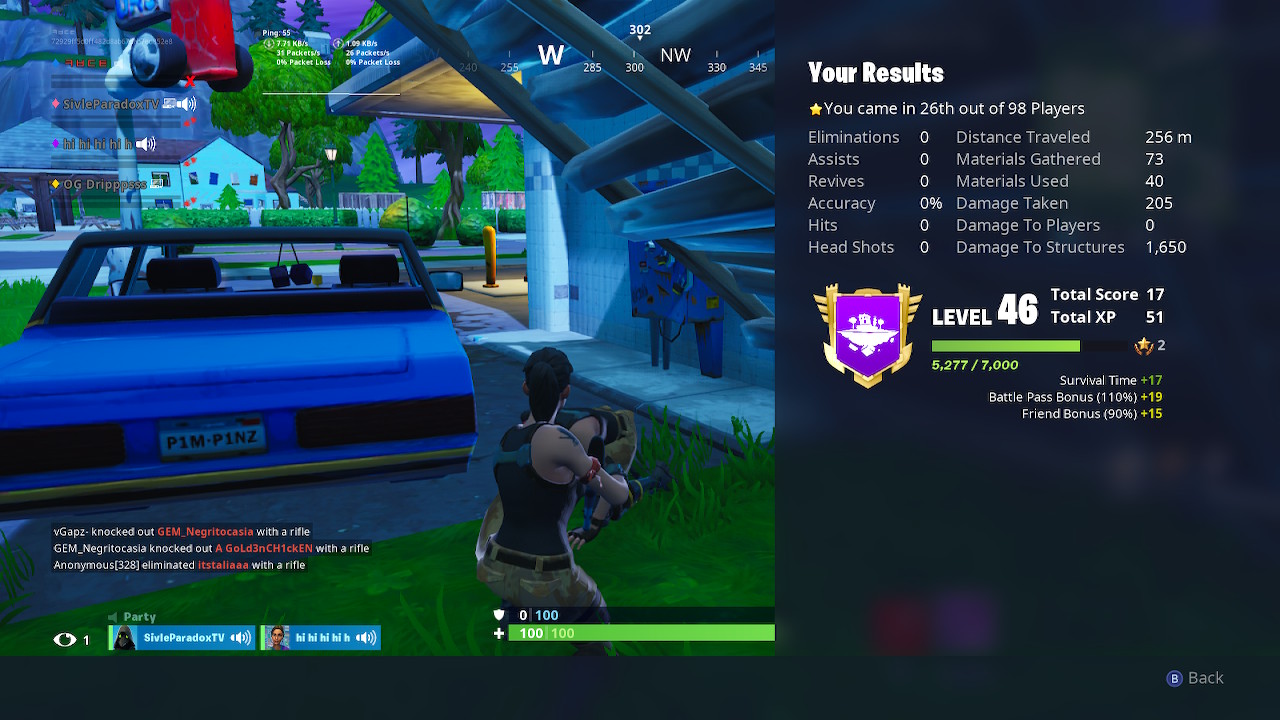 Ping: 55
7.71 KB/s 1.09 KB/s
31 Packets/s 26 Packets/s
0% Packet Loss 0% Packet Loss
302
240 255 W 285 300 NW 330 345
SivleParadoxTV
hi hi hi hi h
OG Dripppsss
P1M-P1NZ
vGapz- knocked out GEM_Negritocasia with a rifle
GEM_Negritocasia knocked out A GoLd3nCH1ckEN with a rifle
Anonymous[328] eliminated itstaliaaa with a rifle
Party
1 SivleParadoxTV hi hi hi hi h
0 100
100 100
Your Results
You came in 26th out of 98 Players
Eliminations 0 Distance Traveled 256 m
Assists 0 Materials Gathered 73
Revives 0 Materials Used 40
Accuracy 0% Damage Taken 205
Hits 0 Damage To Players 0
Head Shots 0 Damage To Structures 1,650
LEVEL 46
Total Score 17
Total XP 51
2
5,277 / 7,000
Survival Time +17
Battle Pass Bonus (110%) +19
Friend Bonus (90%) +15
B Back